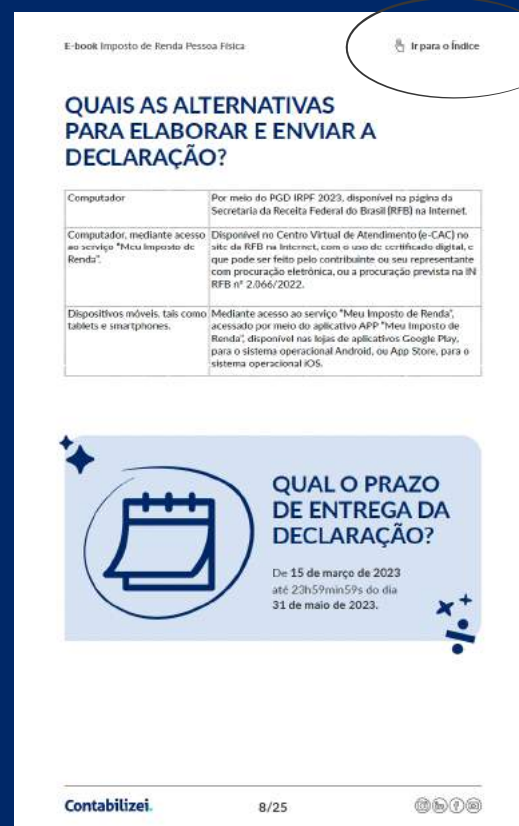 E-book Imposto de Renda Pessoa Física
Ir para o Índice
QUAIS AS ALTERNATIVAS
PARA ELABORAR E ENVIAR A
DECLARAÇÃO?
Computador
Por meio do PGD IRPF 2023, disponível na página da
Secretaria da Receita Federal do Brasil (RFB) na Internet.
Computador, mediante acesso
ao serviço "Meu Imposto de
Renda".
Disponível no Centro Virtual de Atendimento (e-CAC) no
site da RFB na Internet, com o uso de certificado digital, e
que pode ser feito pelo contribuinte ou seu representante
com procuração eletrônica, ou a procuração prevista na IN
RFB nº 2.066/2022.
Dispositivos móveis, tais como
tablets e smartphones.
Mediante acesso ao serviço "Meu Imposto de Renda",
acessado por meio do aplicativo APP "Meu Imposto de
Renda", disponível nas lojas de aplicativos Google Play,
para o sistema operacional Android, ou App Store, para o
sistema operacional iOS.
QUAL O PRAZO
DE ENTREGA DA
DECLARAÇÃO?
De 15 de março de 2023
até 23h59min59s do dia
31 de maio de 2023.
Contabilizei.
8/25